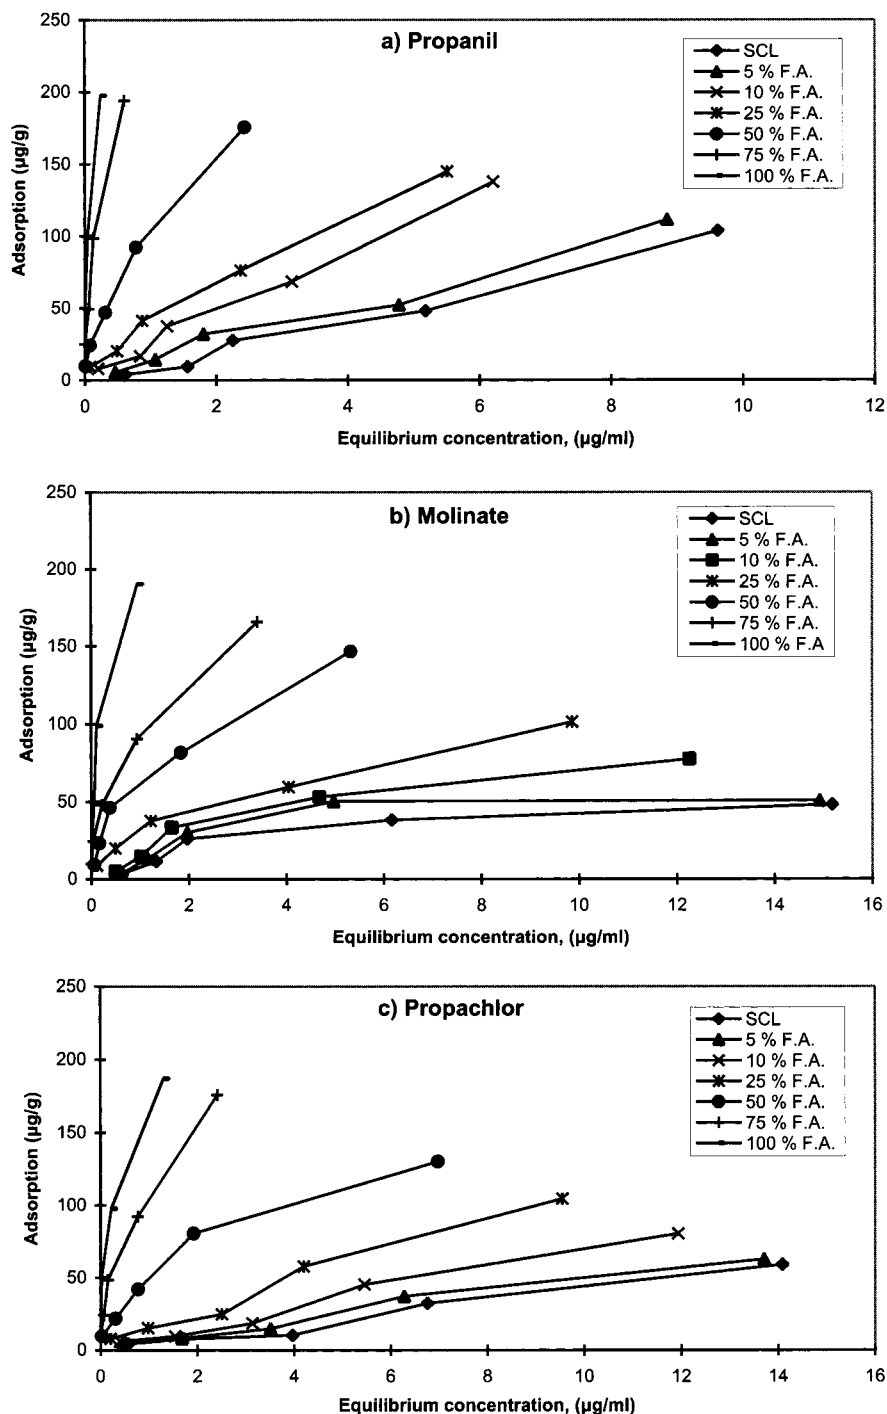 a) Propanil
250
200
150
100
50
0
Adsorption (µg/g)
0 2 4 6 8 10 12
Equilibrium concentration, (µg/ml)
SCL
5 % F.A.
10 % F.A.
25 % F.A.
50 % F.A.
75 % F.A.
100 % F.A.
b) Molinate
250
200
150
100
50
0
Adsorption (µg/g)
0 2 4 6 8 10 12 14 16
Equilibrium concentration, (µg/ml)
SCL
5 % F.A.
10 % F.A.
25 % F.A.
50 % F.A.
75 % F.A.
100 % F.A
c) Propachlor
250
200
150
100
50
0
Adsorption (µg/g)
0 2 4 6 8 10 12 14 16
Equilibrium concentration, (µg/ml)
SCL
5 % F.A.
10 % F.A.
25 % F.A.
50 % F.A.
75 % F.A.
100 % F.A.